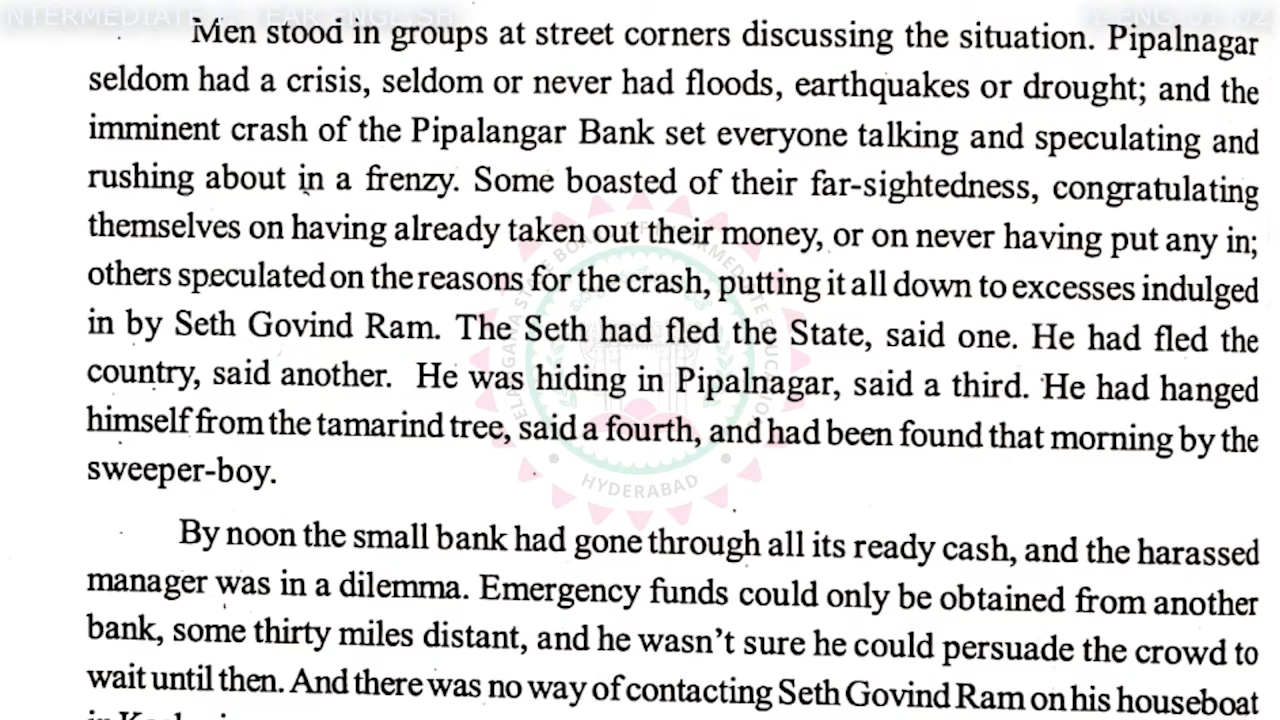 INTERMEDIATE
YEAR ENGLISH
Men stood in groups at street corners discussing the situation. Pipalnagar
seldom had a crisis, seldom or never had floods, earthquakes or drought; and the
imminent crash of the Pipalangar Bank set everyone talking and speculating and
rushing about in a frenzy. Some boasted of their far-sightedness, congratulating
themselves on having already taken out their money, or on never having put any in;
others speculated on the reasons for the crash, putting it all down to excesses indulged
in by Seth Govind Ram. The Seth had fled the State, said one. He had fled the
country, said another. He was hiding in Pipalnagar, said a third. He had hanged
himself from the tamarind tree, said a fourth, and had been found that morning by the
sweeper-boy.
By noon the small bank had gone through all its ready cash, and the harassed
manager was in a dilemma. Emergency funds could only be obtained from another
bank, some thirty miles distant, and he wasn't sure he could persuade the crowd to
wait until then. And there was no way of contacting Seth Govind Ram on his houseboat
HYDERABAD